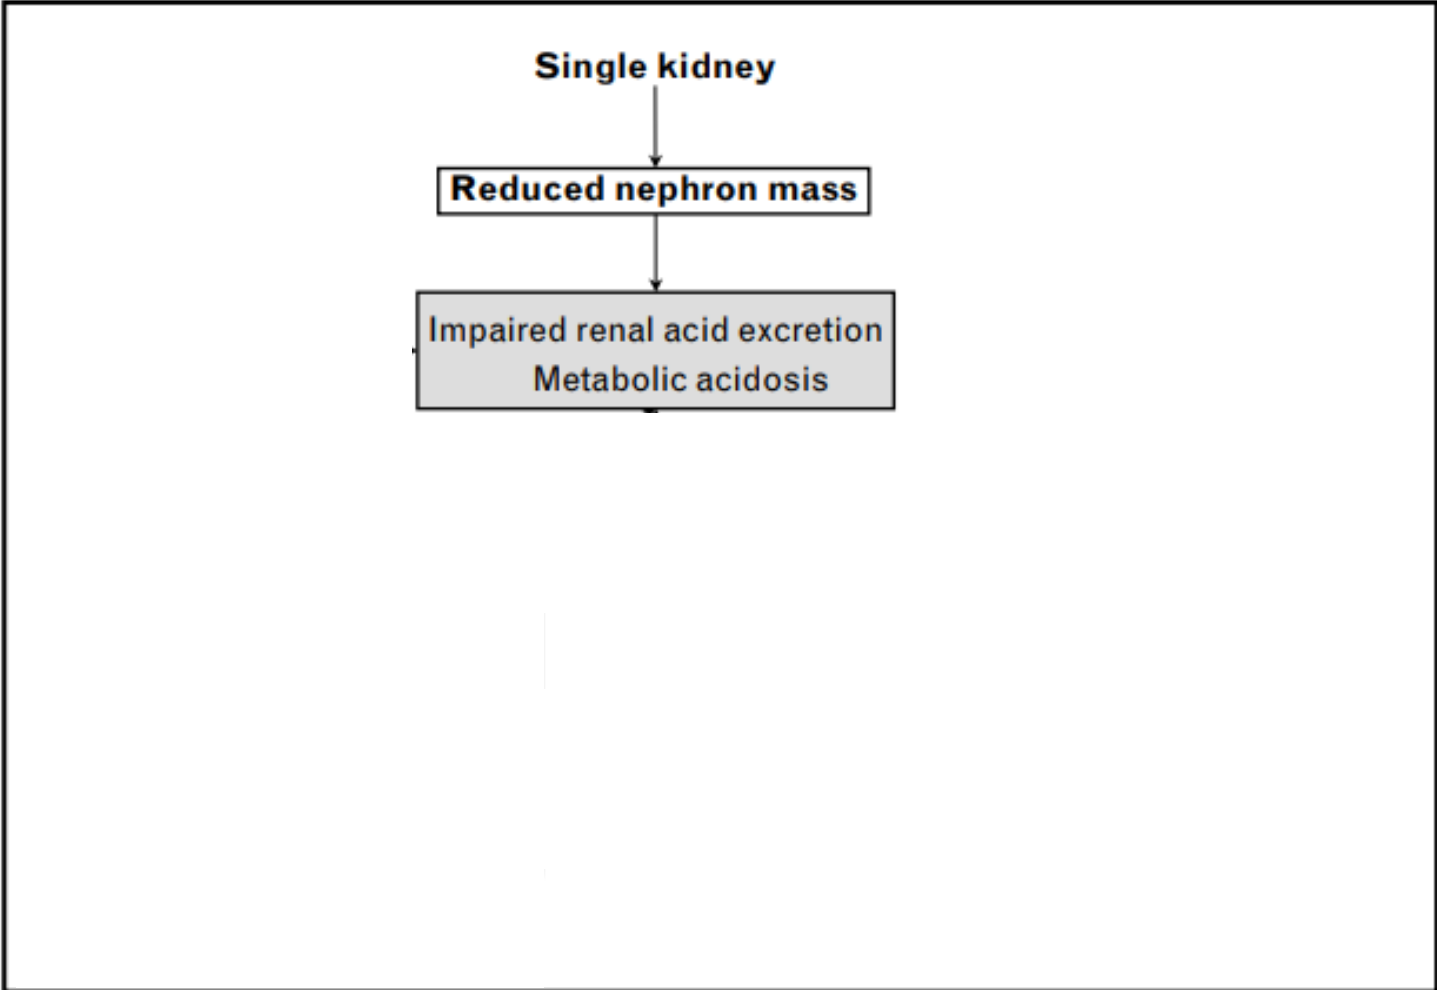 Single kidney
Reduced nephron mass
Impaired renal acid excretion
Metabolic acidosis